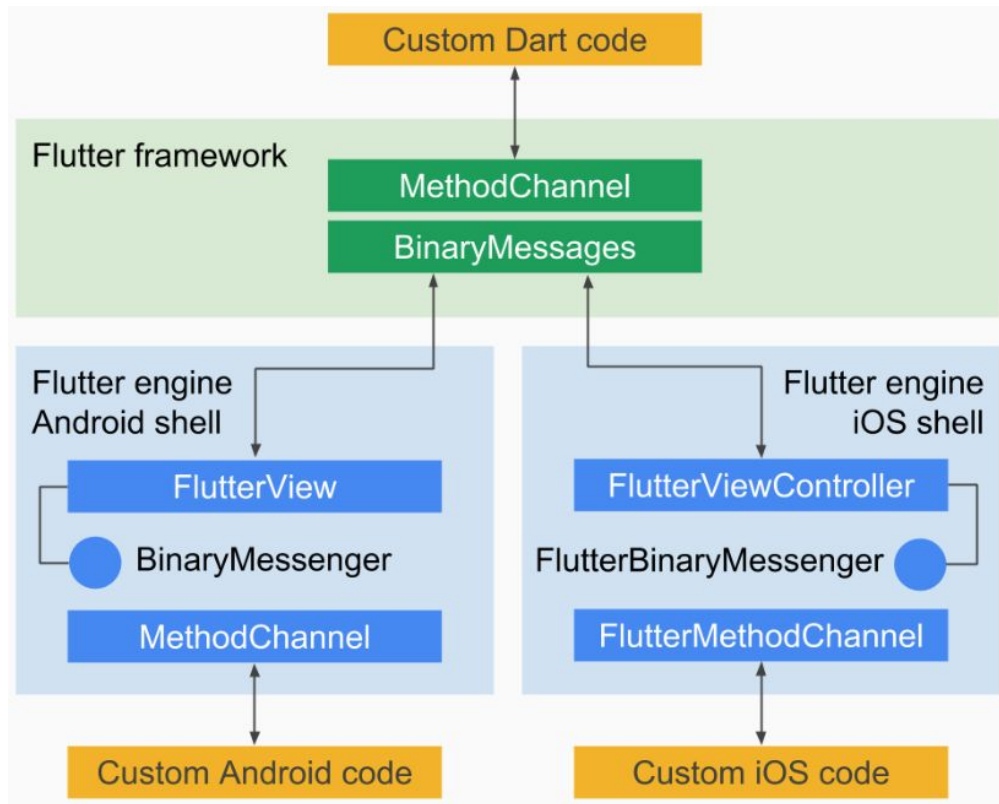 Custom Dart code
Flutter framework
MethodChannel
BinaryMessages
Flutter engine
Android shell
FlutterView
BinaryMessenger
MethodChannel
Custom Android code
Flutter engine
iOS shell
FlutterViewController
FlutterBinaryMessenger
FlutterMethodChannel
Custom iOS code